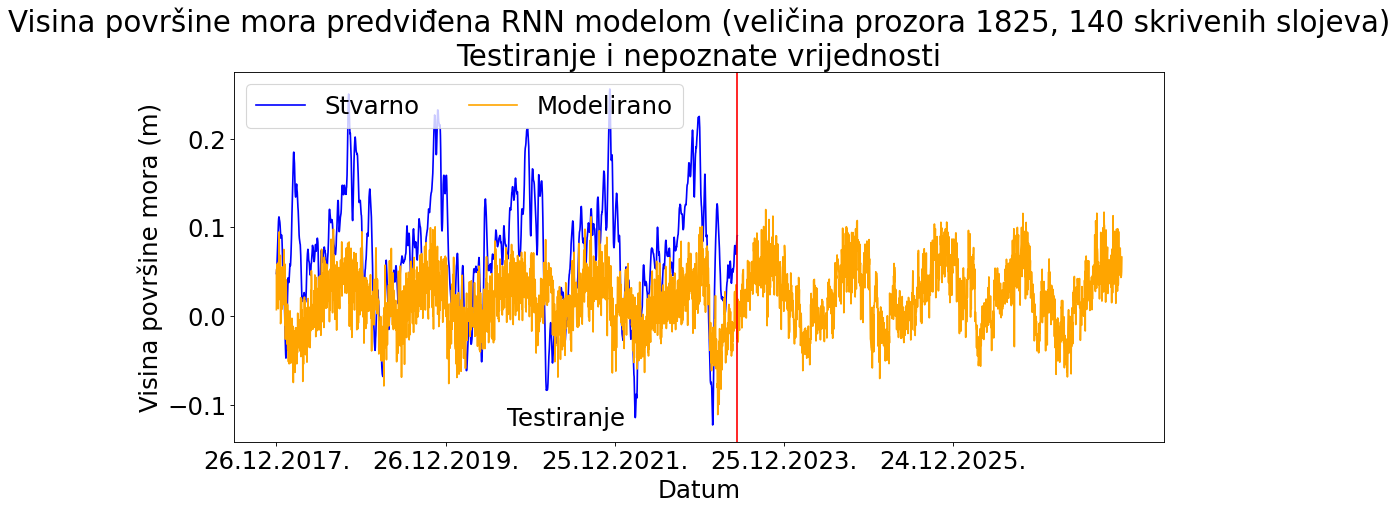 Visina površine mora predviđena RNN modelom (veličina prozora 1825, 140 skrivenih slojeva)
Testiranje i nepoznate vrijednosti
Stvarno
Modelirano
Visina površine mora (m)
0.2
0.1
0.0
−0.1
Testiranje
26.12.2017.
26.12.2019.
25.12.2021.
25.12.2023.
24.12.2025.
Datum